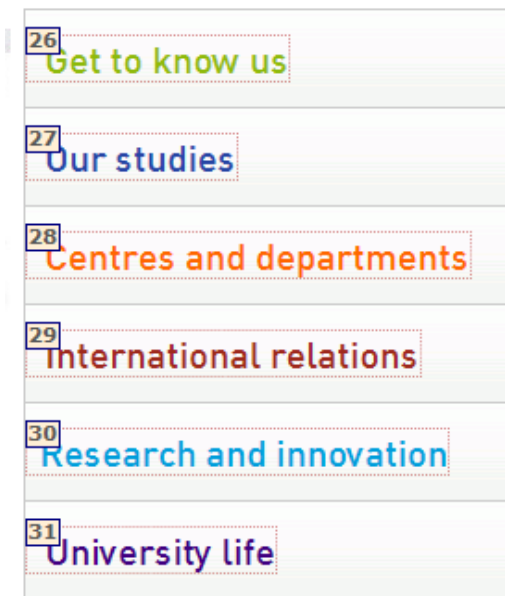 26
Get to know us
27
Our studies
28
Centres and departments
29
International relations
30
Research and innovation
31
University life